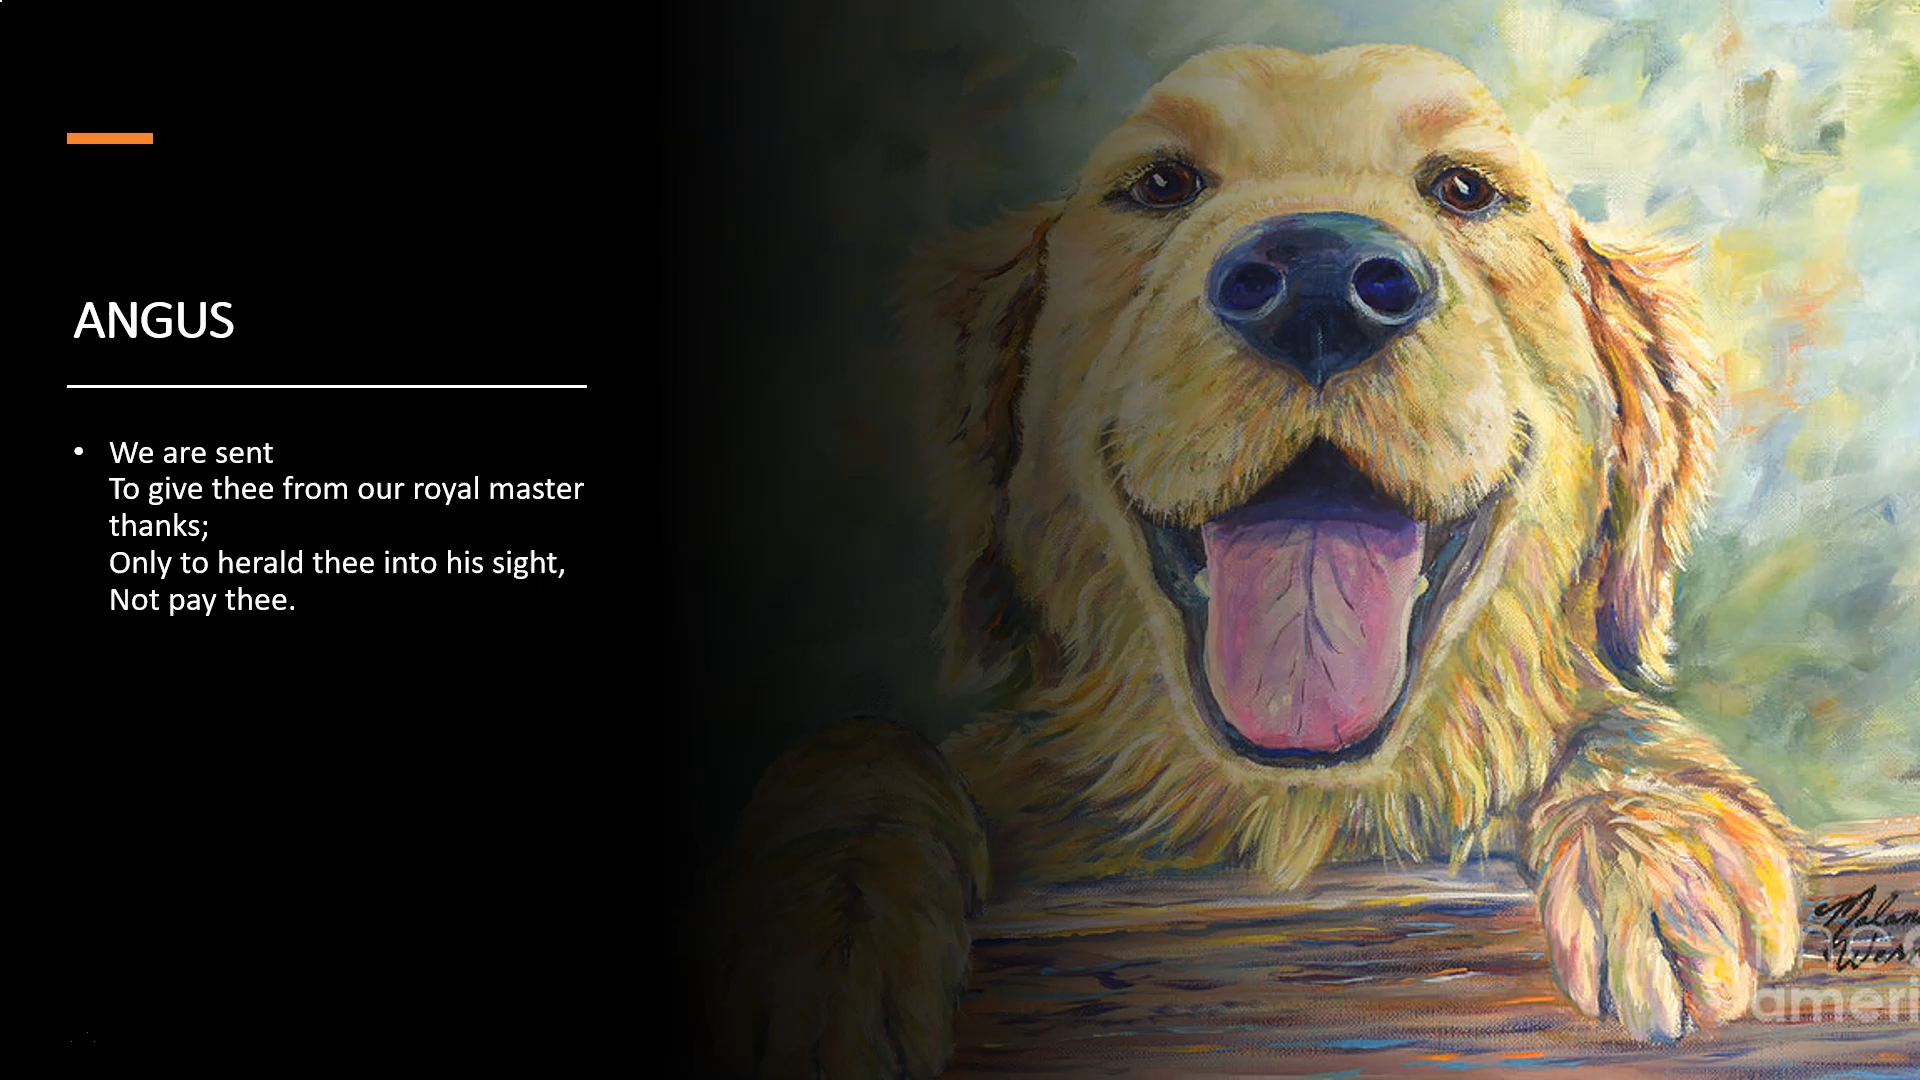 ANGUS
• We are sent
To give thee from our royal master
thanks;
Only to herald thee into his sight,
Not pay thee.
ameri